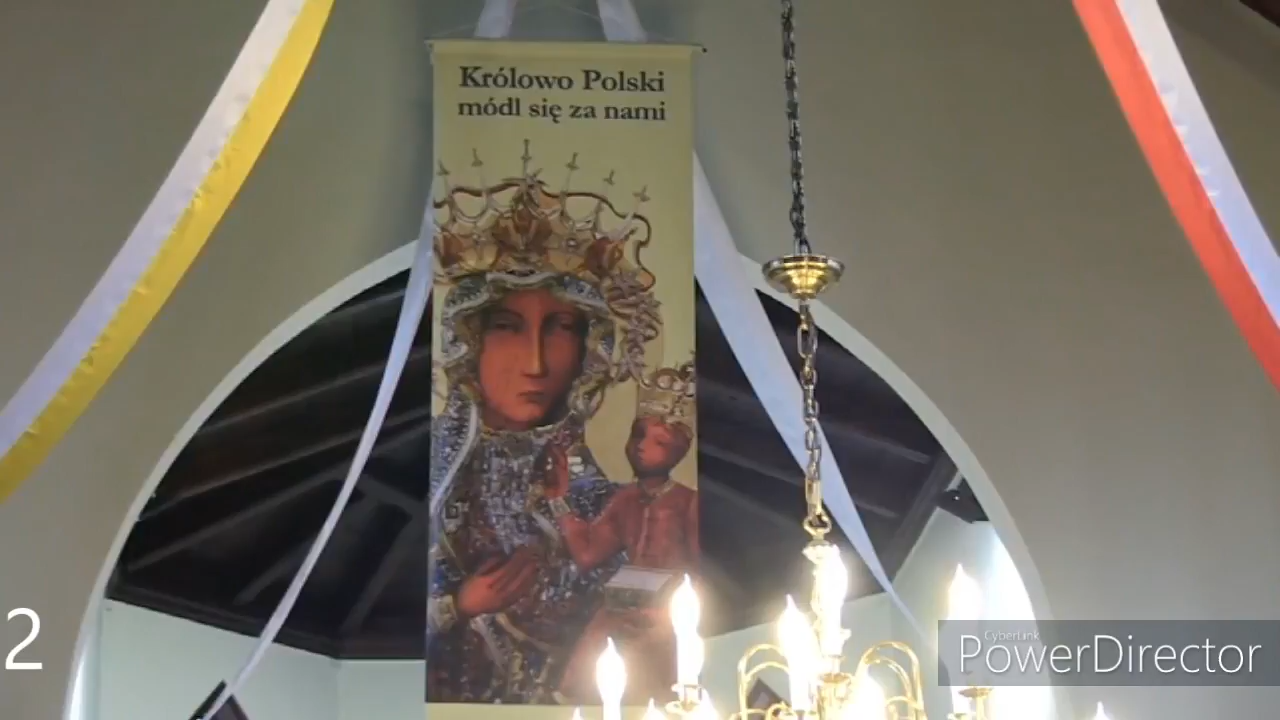 Królowo Polski
módl się za nami
2
CyberLink
PowerDirector